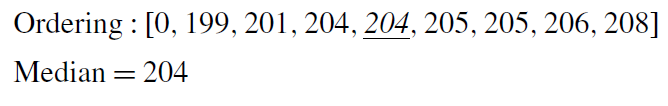 Ordering : [0, 199, 201, 204, 204, 205, 205, 206, 208]
Median = 204